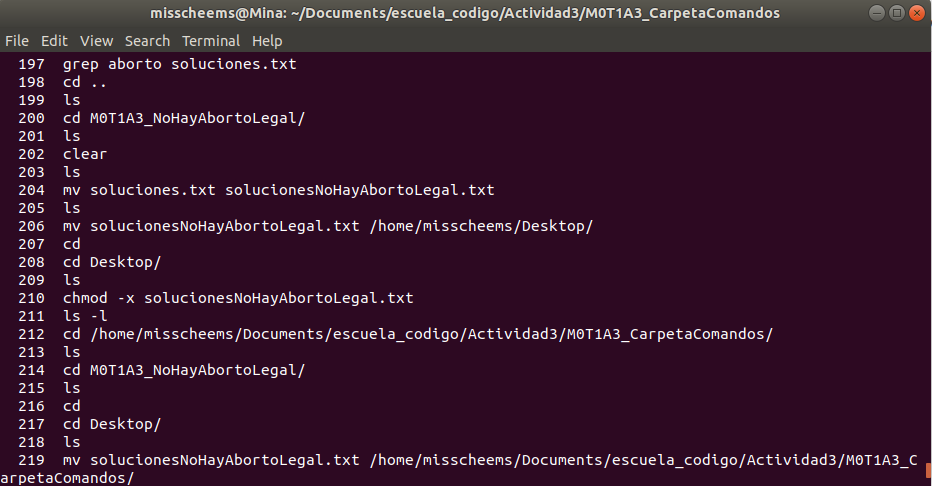 misscheems@Mina: ~/Documents/escuela_codigo/Actividad3/M0T1A3_CarpetaComandos
File Edit View Search Terminal Help
197 grep aborto soluciones.txt
198 cd ..
199 ls
200 cd M0T1A3_NoHayAbortoLegal/
201 ls
202 clear
203 ls
204 mv soluciones.txt solucionesNoHayAbortoLegal.txt
205 ls
206 mv solucionesNoHayAbortoLegal.txt /home/misscheems/Desktop/
207 cd
208 cd Desktop/
209 ls
210 chmod -x solucionesNoHayAbortoLegal.txt
211 ls -l
212 cd /home/misscheems/Documents/escuela_codigo/Actividad3/M0T1A3_CarpetaComandos/
213 ls
214 cd M0T1A3_NoHayAbortoLegal/
215 ls
216 cd
217 cd Desktop/
218 ls
219 mv solucionesNoHayAbortoLegal.txt /home/misscheems/Documents/escuela_codigo/Actividad3/M0T1A3_C
arpetaComandos/